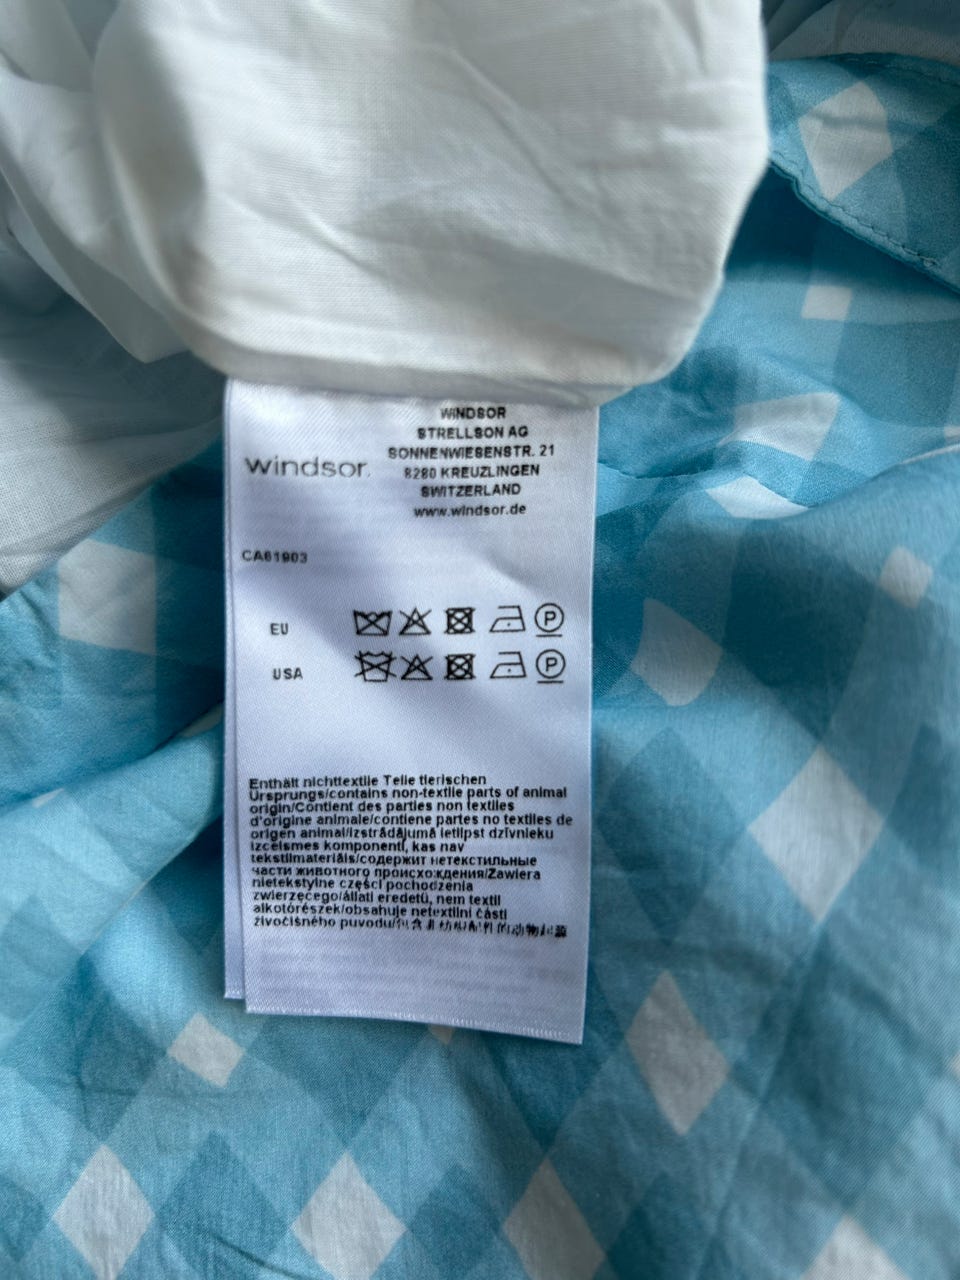 WINDSOR
STRELLSON AG
SONNENWIESENSTR. 21
windsor.
8280 KREUZLINGEN
SWITZERLAND
www.windsor.de
CA61903
EU
P
USA
P
Enthält nichttextile Teile tierischen
Ursprungs/contains non-textile parts of animal
origin/Contient des parties non textiles
d'origine animale/contiene partes no textiles de
origen animal/Izstrādājumā ietilpst dzīvnieku
izcelsmes komponenti, kas nav
tekstilmateriāls/содержит нетекстильные
части животного происхождения/Zawiera
nietekstylne części pochodzenia
zwierzęcego/állati eredetű, nem textil
alkotórészek/obsahuje netextilní části
živočišného puvodu/包含